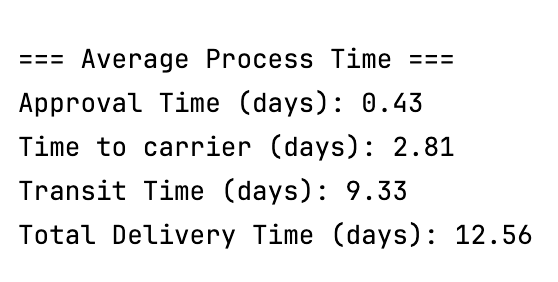 === Average Process Time ===
Approval Time (days): 0.43
Time to carrier (days): 2.81
Transit Time (days): 9.33
Total Delivery Time (days): 12.56